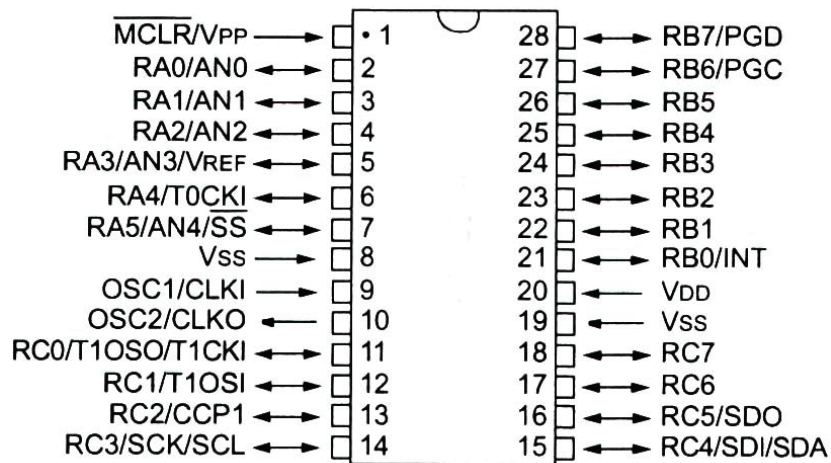 MCLR/VPP • 1 28 RB7/PGD
RA0/AN0 2 27 RB6/PGC
RA1/AN1 3 26 RB5
RA2/AN2 4 25 RB4
RA3/AN3/VREF 5 24 RB3
RA4/T0CKI 6 23 RB2
RA5/AN4/SS 7 22 RB1
VSS 8 21 RB0/INT
OSC1/CLKI 9 20 VDD
OSC2/CLKO 10 19 VSS
RC0/T1OSO/T1CKI 11 18 RC7
RC1/T1OSI 12 17 RC6
RC2/CCP1 13 16 RC5/SDO
RC3/SCK/SCL 14 15 RC4/SDI/SDA